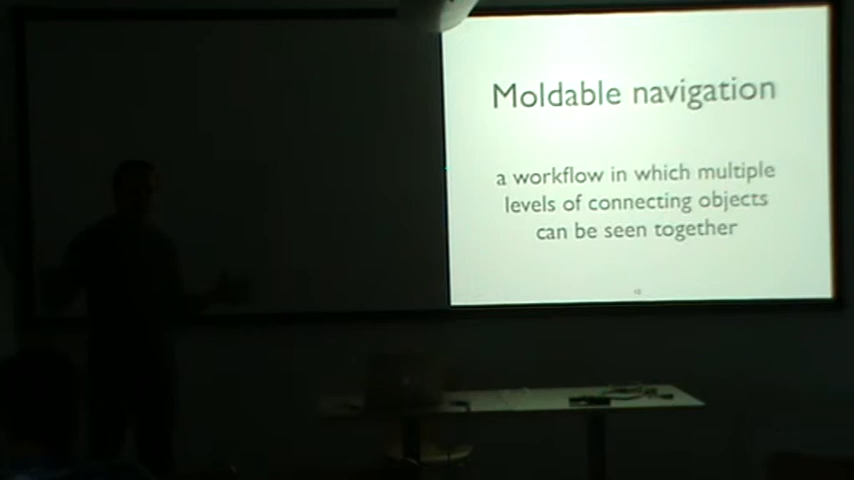 Moldable navigation
a workflow in which multiple
levels of connecting objects
can be seen together